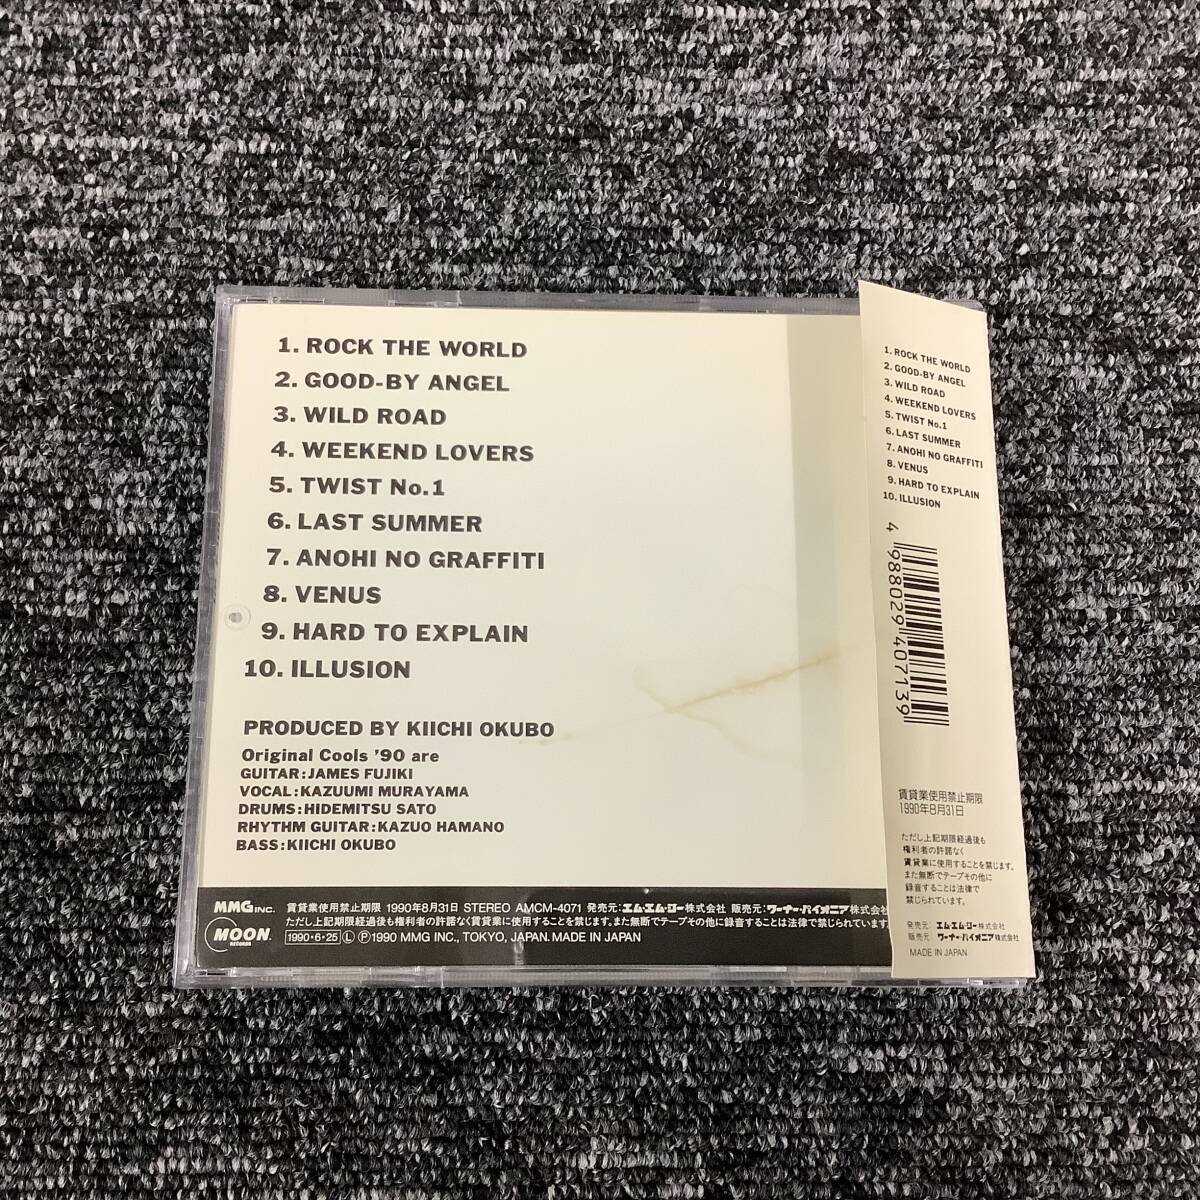 1. ROCK THE WORLD
2. GOOD-BY ANGEL
3. WILD ROAD
4. WEEKEND LOVERS
5. TWIST No.1
6. LAST SUMMER
7. ANOHI NO GRAFFITI
8. VENUS
9. HARD TO EXPLAIN
10. ILLUSION
PRODUCED BY KIICHI OKUBO
Original Cools '90 are
GUITAR:JAMES FUJIKI
VOCAL:KAZUUMI MURAYAMA
DRUMS:HIDEMITSU SATO
RHYTHM GUITAR:KAZUO HAMANO
BASS:KIICHI OKUBO
MMG INC. 賃貸業使用禁止期限 1990年8月31日 STEREO AMCM-4071 発売元:エム・エム・ジー株式会社 販売元:ワーナー・パイオニア株式会社
ただし上記期限経過後も権利者の許諾なく賃貸業に使用することを禁じます。また無断でテープその他に録音することは法律で禁じられています。
MOON RECORDS
1990・6・25 Ⓛ Ⓟ 1990 MMG INC., TOKYO, JAPAN. MADE IN JAPAN
1. ROCK THE WORLD
2. GOOD-BY ANGEL
3. WILD ROAD
4. WEEKEND LOVERS
5. TWIST No.1
6. LAST SUMMER
7. ANOHI NO GRAFFITI
8. VENUS
9. HARD TO EXPLAIN
10. ILLUSION
4 988029 407139
賃貸業使用禁止期限
1990年8月31日
ただし上記期限経過後も
権利者の許諾なく
賃貸業に使用することを禁じます。
また無断でテープその他に
録音することは法律で
禁じられています。
発売元: エム・エム・ジー株式会社
販売元: ワーナー・パイオニア株式会社
MADE IN JAPAN